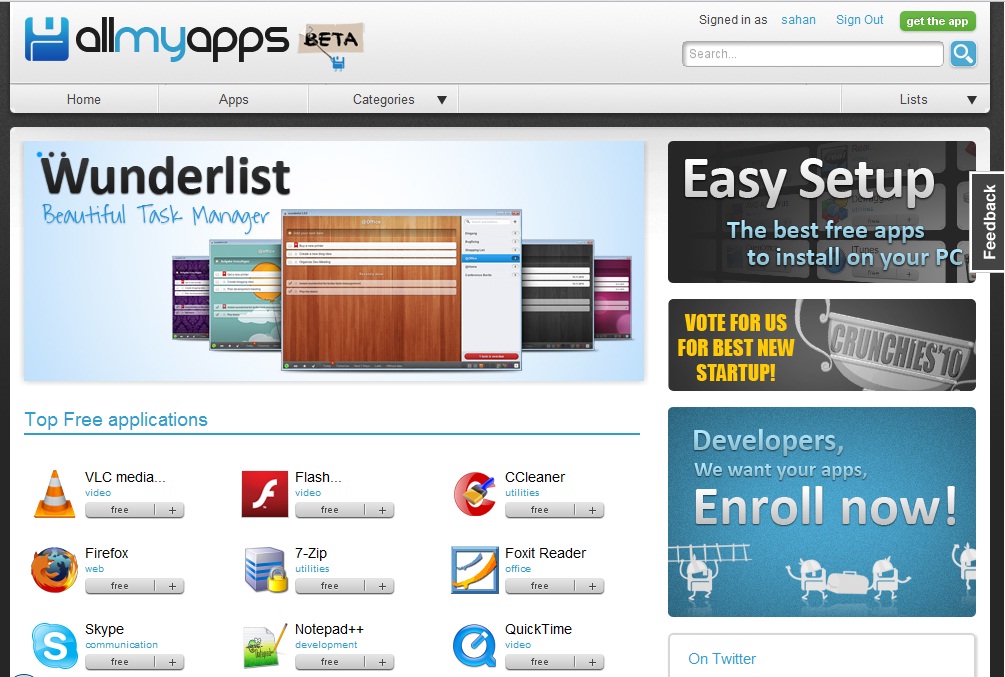 allmyapps
BETA
Signed in as sahan Sign Out get the app
Search...
Home Apps Categories Lists
Wunderlist
Beautiful Task Manager
Easy Setup
The best free apps
to install on your PC
Feedback
VOTE FOR US
FOR BEST NEW
STARTUP!
CRUNCHIES'10
Developers,
We want your apps,
Enroll now!
Top Free applications
VLC media...
video
free +
Flash...
video
free +
CCleaner
utilities
free +
Firefox
web
free +
7-Zip
utilities
free +
Foxit Reader
office
free +
Skype
communication
free +
Notepad++
development
free +
QuickTime
video
free +
On Twitter